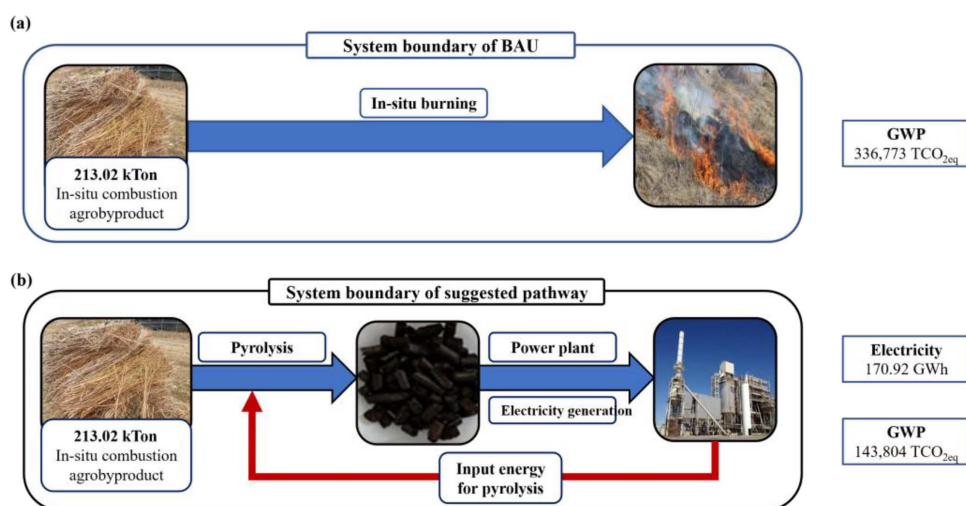 (a)
System boundary of BAU
In-situ burning
213.02 kTon
In-situ combustion
agrobyproduct
GWP
336,773 TCO2eq
(b)
System boundary of suggested pathway
Pyrolysis
Power plant
Electricity generation
213.02 kTon
In-situ combustion
agrobyproduct
Input energy
for pyrolysis
Electricity
170.92 GWh
GWP
143,804 TCO2eq